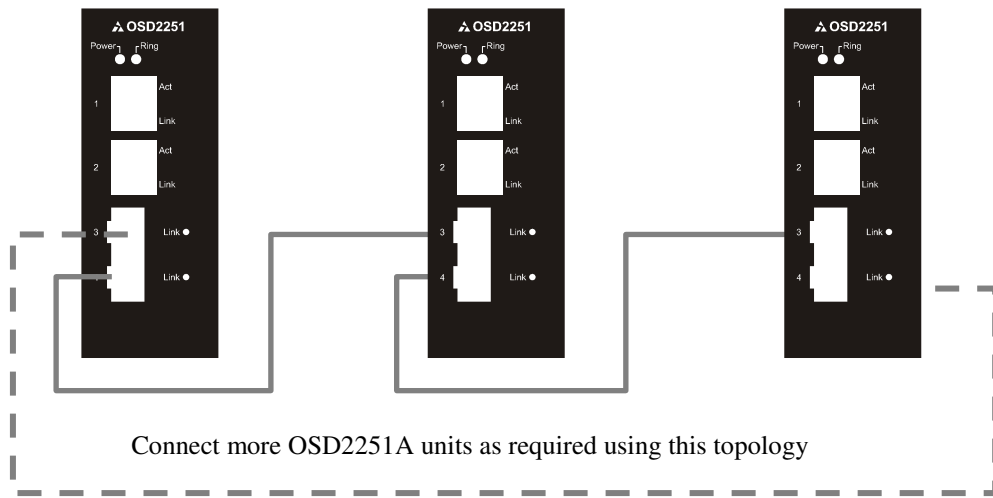 OSD2251
Power Ring
1 Act
Link
2 Act
Link
3 Link
Link
OSD2251
Power Ring
1 Act
Link
2 Act
Link
3 Link
4 Link
OSD2251
Power Ring
1 Act
Link
2 Act
Link
3 Link
4 Link
Connect more OSD2251A units as required using this topology